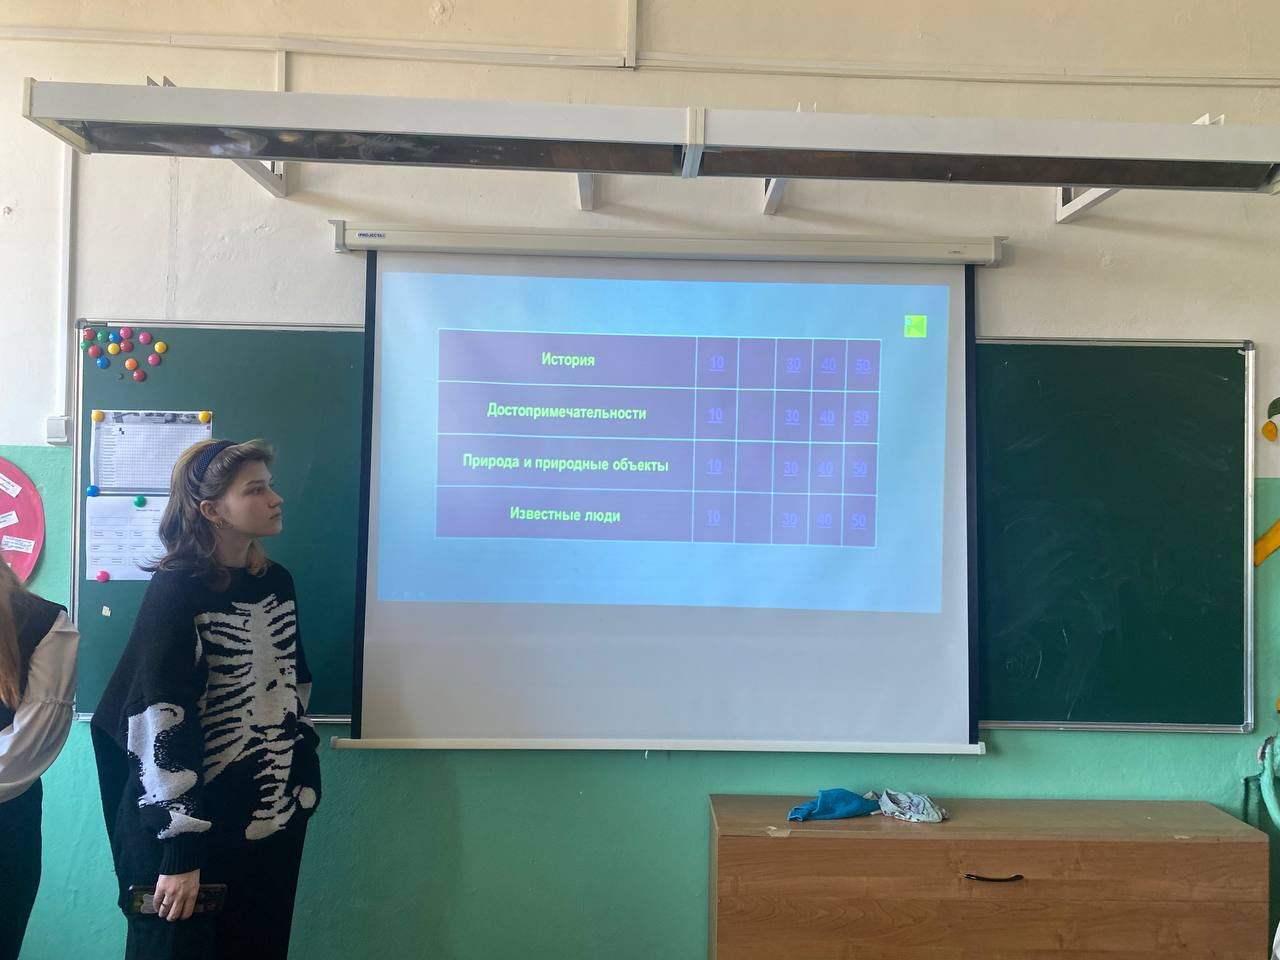 PROJECTA
История 10 30 40 50
Достопримечательности 10 30 40 50
Природа и природные объекты 10 30 40 50
Известные люди 10 30 40 50